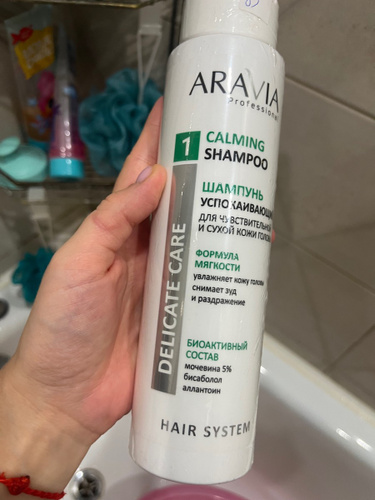 ARAVIA
Professional
1 CALMING
SHAMPOO
ШАМПУНЬ
УСПОКАИВАЮЩИЙ
ДЛЯ ЧУВСТВИТЕЛЬНОЙ
И СУХОЙ КОЖИ ГОЛОВЫ
ФОРМУЛА
МЯГКОСТИ
увлажняет кожу головы
снимает зуд
и раздражение
DELICATE CARE
БИОАКТИВНЫЙ
СОСТАВ
мочевина 5%
бисаболол
аллантоин
HAIR SYSTEM